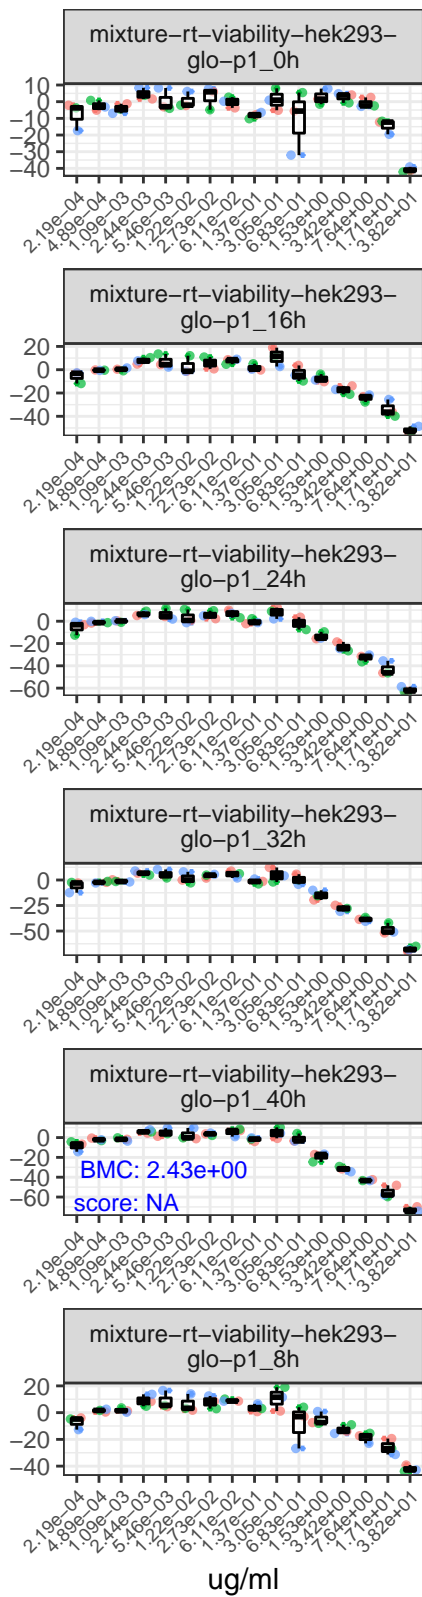 mixture−rt−viability−hek293−
glo−p1_0h
10
0
−10
−20
−30
−40
2.19e−04
4.89e−04
1.09e−03
2.44e−03
5.46e−03
1.22e−02
2.73e−02
6.11e−02
1.37e−01
3.05e−01
6.83e−01
1.53e+00
3.42e+00
7.64e+00
1.71e+01
3.82e+01
mixture−rt−viability−hek293−
glo−p1_16h
20
0
−20
−40
2.19e−04
4.89e−04
1.09e−03
2.44e−03
5.46e−03
1.22e−02
2.73e−02
6.11e−02
1.37e−01
3.05e−01
6.83e−01
1.53e+00
3.42e+00
7.64e+00
1.71e+01
3.82e+01
mixture−rt−viability−hek293−
glo−p1_24h
0
−20
−40
−60
2.19e−04
4.89e−04
1.09e−03
2.44e−03
5.46e−03
1.22e−02
2.73e−02
6.11e−02
1.37e−01
3.05e−01
6.83e−01
1.53e+00
3.42e+00
7.64e+00
1.71e+01
3.82e+01
mixture−rt−viability−hek293−
glo−p1_32h
0
−25
−50
2.19e−04
4.89e−04
1.09e−03
2.44e−03
5.46e−03
1.22e−02
2.73e−02
6.11e−02
1.37e−01
3.05e−01
6.83e−01
1.53e+00
3.42e+00
7.64e+00
1.71e+01
3.82e+01
mixture−rt−viability−hek293−
glo−p1_40h
0
−20
−40
−60
BMC: 2.43e+00
score: NA
2.19e−04
4.89e−04
1.09e−03
2.44e−03
5.46e−03
1.22e−02
2.73e−02
6.11e−02
1.37e−01
3.05e−01
6.83e−01
1.53e+00
3.42e+00
7.64e+00
1.71e+01
3.82e+01
mixture−rt−viability−hek293−
glo−p1_8h
20
0
−20
−40
2.19e−04
4.89e−04
1.09e−03
2.44e−03
5.46e−03
1.22e−02
2.73e−02
6.11e−02
1.37e−01
3.05e−01
6.83e−01
1.53e+00
3.42e+00
7.64e+00
1.71e+01
3.82e+01
ug/ml